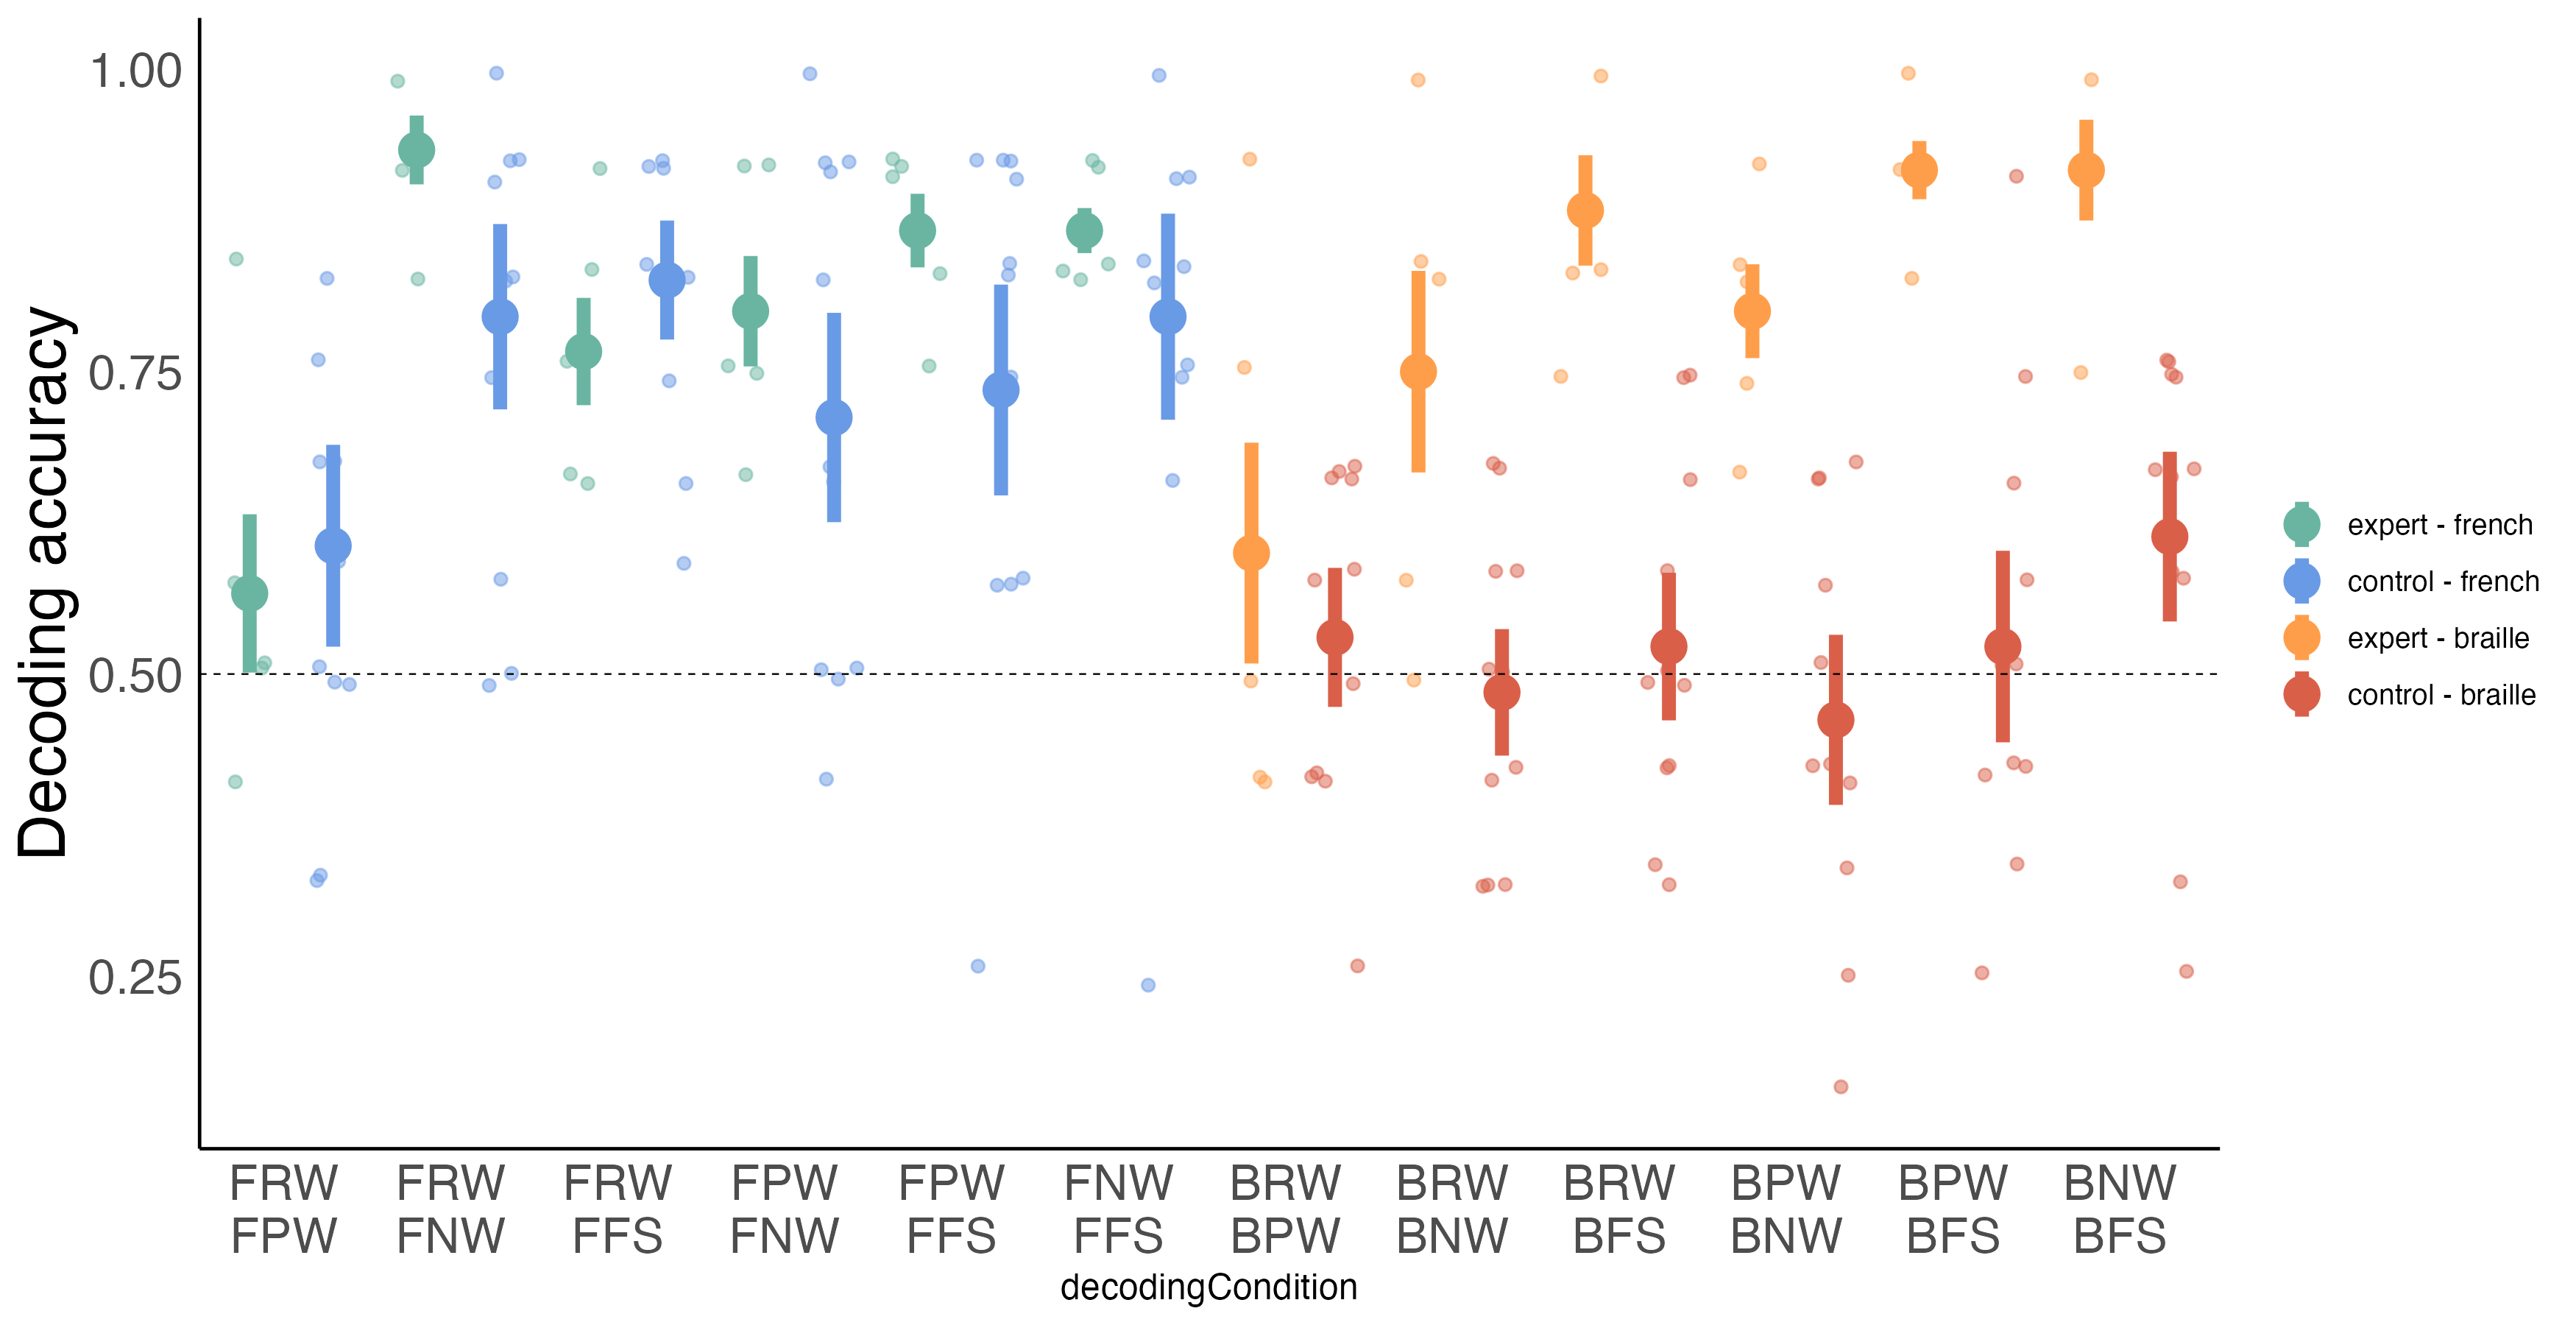 Decoding accuracy
1.00
0.75
0.50
0.25
FRW FRW FRW FPW FPW FNW BRW BRW BRW BPW BPW BNW
FPW FNW FFS FNW FFS FFS BPW BNW BFS BNW BFS BFS
decodingCondition
expert - french
control - french
expert - braille
control - braille